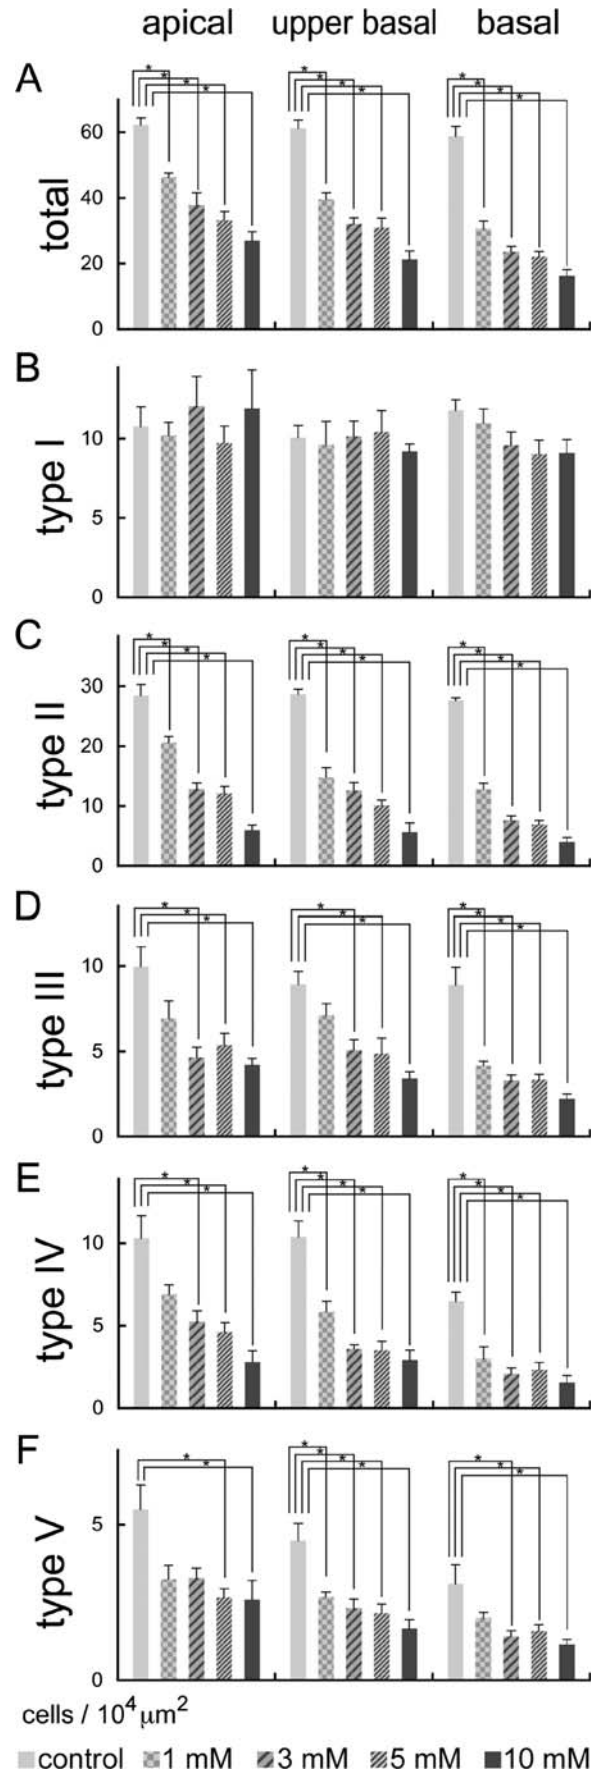 apical upper basal basal
A
total
60
40
20
0
* * * *
* * * *
* * * *
B
type I
10
5
0
C
type II
30
20
10
0
* * * *
* * * *
* * * *
D
type III
10
5
0
* * *
* * *
* * * *
E
type IV
10
5
0
* * *
* * * *
* * * *
F
type V
5
0
* *
* * * *
* * *
cells / 10⁴ μm²
control 1 mM 3 mM 5 mM 10 mM